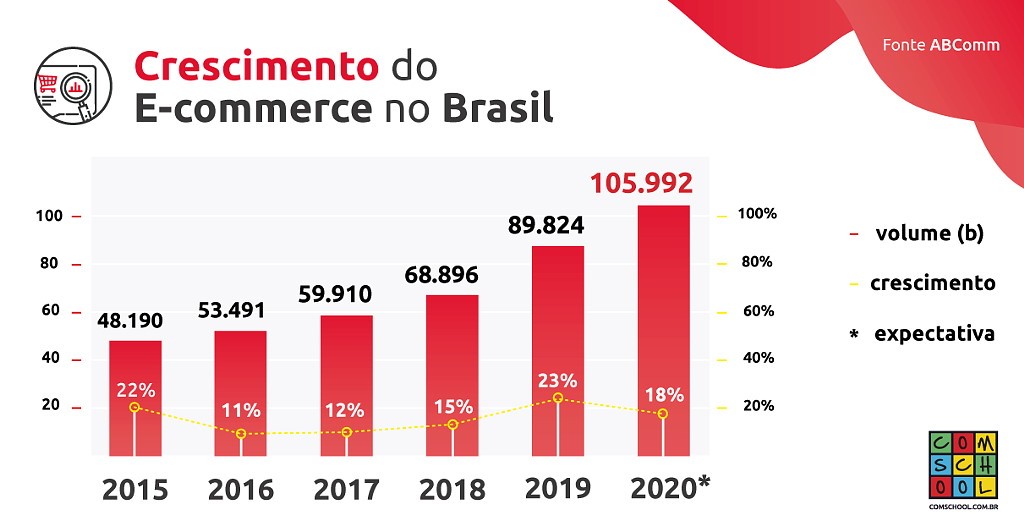 Fonte ABComm
Crescimento do
E-commerce no Brasil
100
80
60
40
20
48.190
53.491
59.910
68.896
89.824
105.992
22%
11%
12%
15%
23%
18%
100%
80%
60%
40%
20%
2015
2016
2017
2018
2019
2020*
volume (b)
crescimento
* expectativa
COM
SCH
OOL
COMSCHOOL.COM.BR